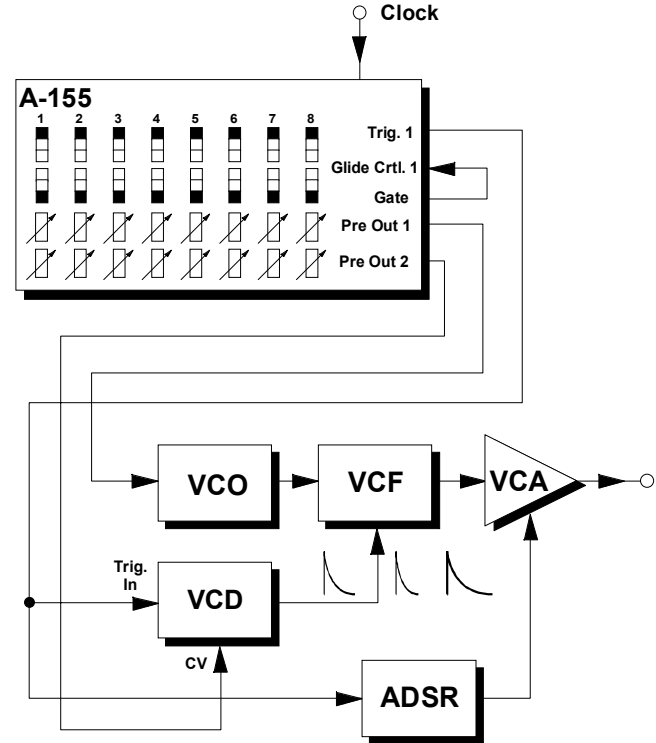 Clock
A-155
1 2 3 4 5 6 7 8
Trig. 1
Glide Crtl. 1
Gate
Pre Out 1
Pre Out 2
VCO
VCF
VCA
Trig.
In
VCD
CV
ADSR